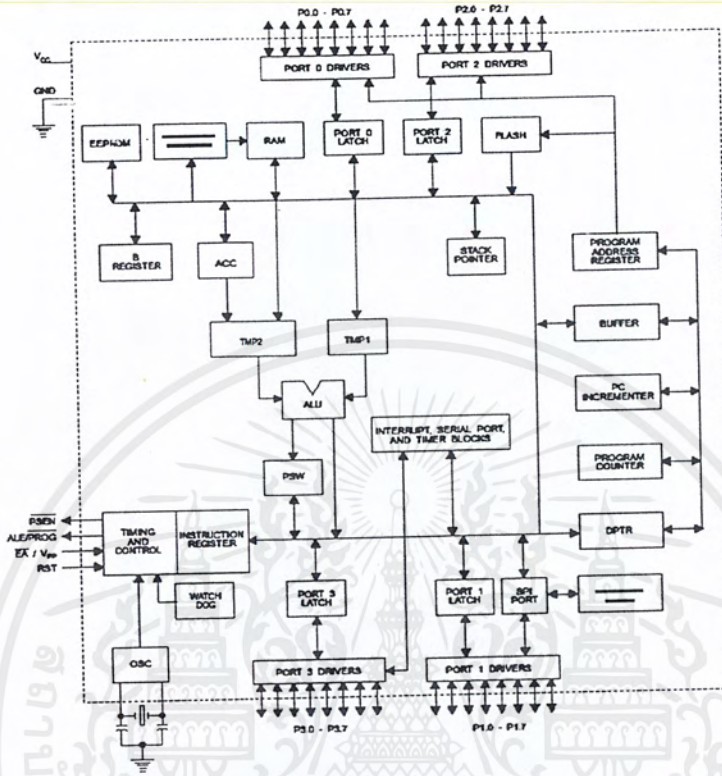 P0.0 - P0.7
P2.0 - P2.7
VCC
GND
PORT 0 DRIVERS
PORT 2 DRIVERS
EEPROM
RAM
PORT 0
LATCH
PORT 2
LATCH
FLASH
B
REGISTER
ACC
STACK
POINTER
PROGRAM
ADDRESS
REGISTER
BUFFER
TMP2
TMP1
ALU
PC
INCREMENTER
INTERRUPT, SERIAL PORT,
AND TIMER BLOCKS
PSW
PROGRAM
COUNTER
PSEN
ALE/PROG
EA / VPP
RST
TIMING
AND
CONTROL
INSTRUCTION
REGISTER
DPTR
WATCH
DOG
PORT 3
LATCH
PORT 1
LATCH
SPI
PORT
OSC
PORT 3 DRIVERS
PORT 1 DRIVERS
P3.0 - P3.7
P1.0 - P1.7